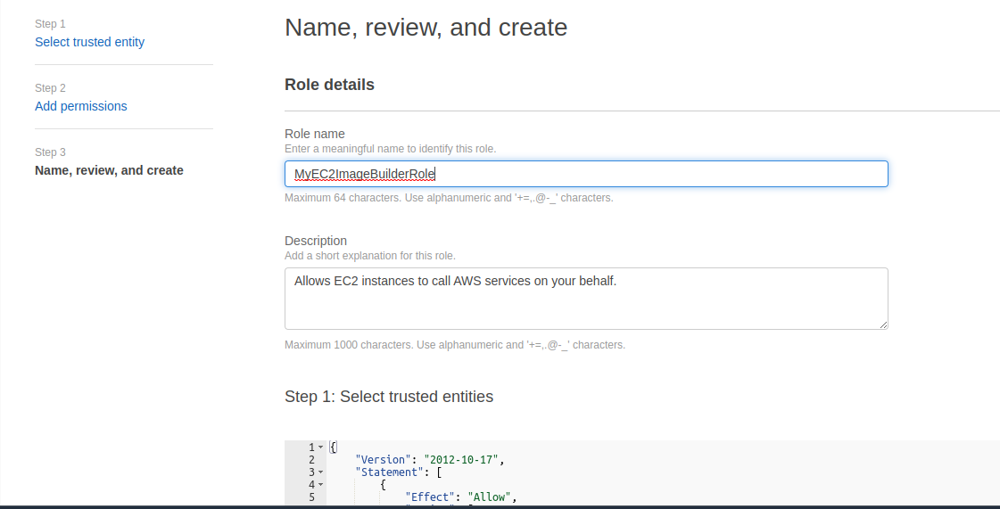 Step 1
Select trusted entity
Step 2
Add permissions
Step 3
Name, review, and create
Name, review, and create
Role details
Role name
Enter a meaningful name to identify this role.
MyEC2ImageBuilderRole
Maximum 64 characters. Use alphanumeric and '+=,.@-_' characters.
Description
Add a short explanation for this role.
Allows EC2 instances to call AWS services on your behalf.
Maximum 1000 characters. Use alphanumeric and '+=,.@-_' characters.
Step 1: Select trusted entities
1 {
2 "Version": "2012-10-17",
3 "Statement": [
4 {
5 "Effect": "Allow",